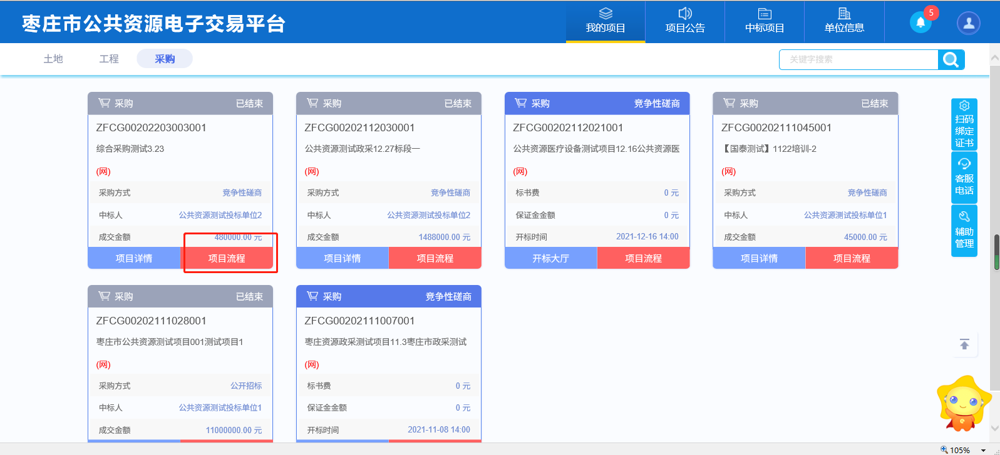 枣庄市公共资源电子交易平台
我的项目
项目公告
中标项目
单位信息
5
土地
工程
采购
关键字搜索
采购 已结束
ZFCG00202203003001
综合采购测试3.23
(网)
采购方式 竞争性磋商
中标人 公共资源测试投标单位2
成交金额 480000.00 元
项目详情 项目流程
采购 已结束
ZFCG00202112030001
公共资源测试政采12.27标段一
(网)
采购方式 竞争性磋商
中标人 公共资源测试投标单位2
成交金额 1488000.00 元
项目详情 项目流程
采购 竞争性磋商
ZFCG00202112021001
公共资源医疗设备测试项目12.16公共资源医
(网)
标书费 0 元
保证金金额 0 元
开标时间 2021-12-16 14:00
开标大厅 项目流程
采购 已结束
ZFCG00202111045001
【国泰测试】1122培训-2
(网)
采购方式 竞争性磋商
中标人 公共资源测试投标单位1
成交金额 45000.00 元
项目详情 项目流程
采购 已结束
ZFCG00202111028001
枣庄市公共资源测试项目001测试项目1
(网)
采购方式 公开招标
中标人 公共资源测试投标单位1
成交金额 11000000.00 元
采购 竞争性磋商
ZFCG00202111007001
枣庄资源政采测试项目11.3枣庄市政采测试
(网)
标书费 0 元
保证金金额 0 元
开标时间 2021-11-08 14:00
扫码
绑定
证书
客服
电话
辅助
管理
e
105%